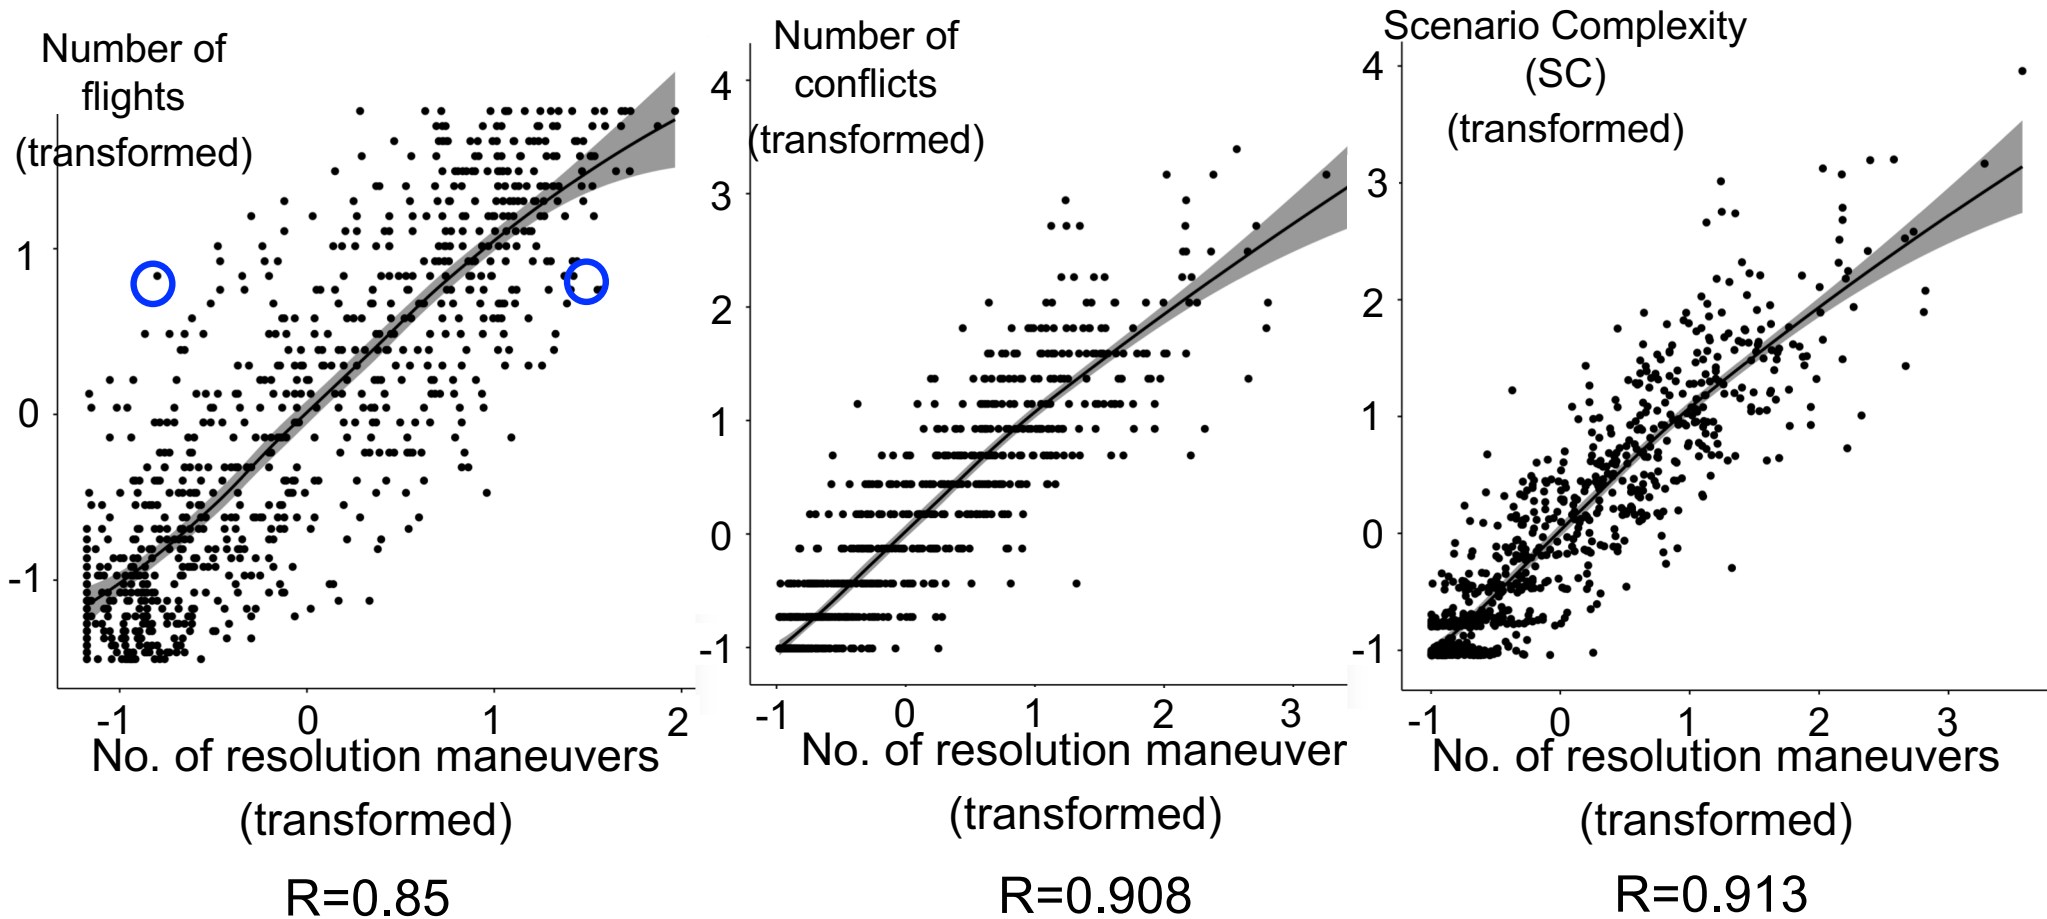 Number of
flights
(transformed)
1
0
-1
-1
0
1
2
No. of resolution maneuvers
(transformed)
R=0.85
Number of
conflicts
(transformed)
4
3
2
1
0
-1
-1
0
1
2
3
No. of resolution maneuver
(transformed)
R=0.908
Scenario Complexity
(SC)
(transformed)
4
3
2
1
0
-1
-1
0
1
2
3
No. of resolution maneuvers
(transformed)
R=0.913